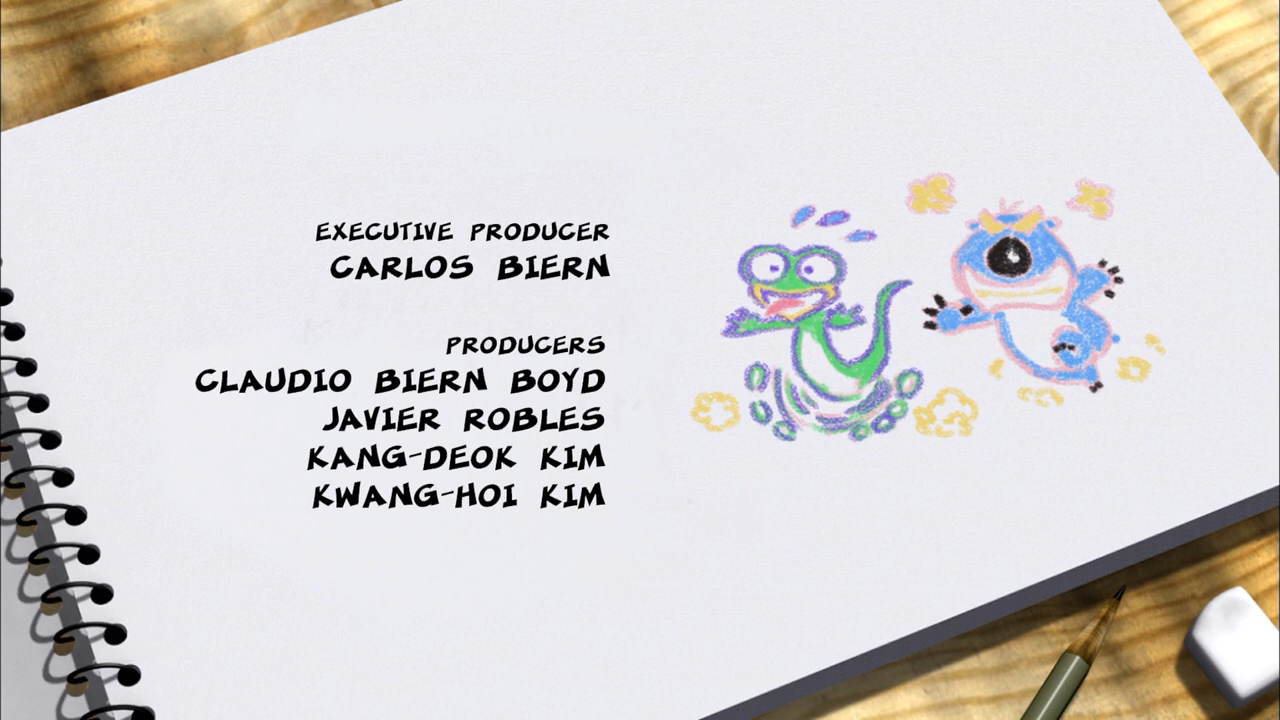 EXECUTIVE PRODUCER
CARLOS BIERN
PRODUCERS
CLAUDIO BIERN BOYD
JAVIER ROBLES
KANG-DEOK KIM
KWANG-HOI KIM